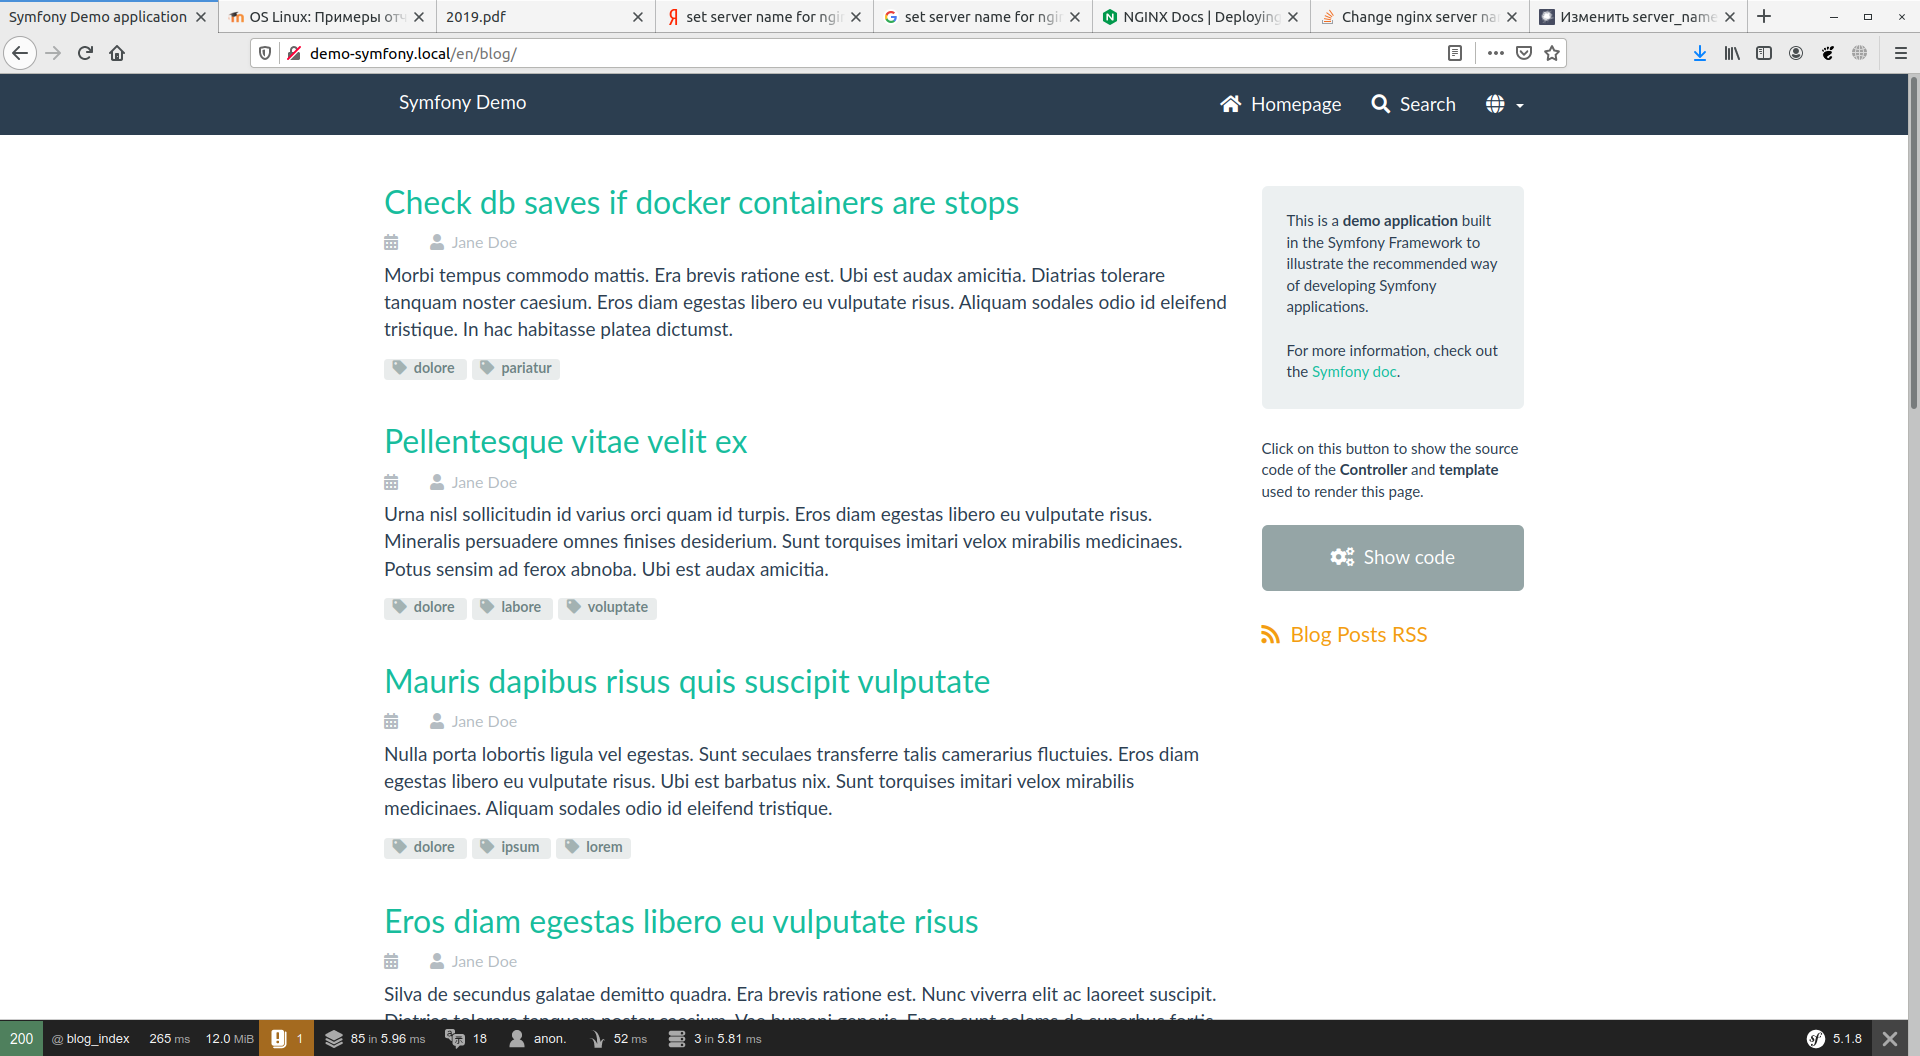 Symfony Demo application
OS Linux: Примеры отч
2019.pdf
set server name for ngi
set server name for ngi
NGINX Docs | Deploying
Change nginx server na
Изменить server_name
demo-symfony.local/en/blog/
Symfony Demo
Homepage
Search
Check db saves if docker containers are stops
Jane Doe
Morbi tempus commodo mattis. Era brevis ratione est. Ubi est audax amicitia. Diatrias tolerare
tanquam noster caesium. Eros diam egestas libero eu vulputate risus. Aliquam sodales odio id eleifend
tristique. In hac habitasse platea dictumst.
dolore
pariatur
Pellentesque vitae velit ex
Jane Doe
Urna nisl sollicitudin id varius orci quam id turpis. Eros diam egestas libero eu vulputate risus.
Mineralis persuadere omnes finises desiderium. Sunt torquises imitari velox mirabilis medicinaes.
Potus sensim ad ferox abnoba. Ubi est audax amicitia.
dolore
labore
voluptate
Mauris dapibus risus quis suscipit vulputate
Jane Doe
Nulla porta lobortis ligula vel egestas. Sunt seculaes transferre talis camerarius fluctuies. Eros diam
egestas libero eu vulputate risus. Ubi est barbatus nix. Sunt torquises imitari velox mirabilis
medicinaes. Aliquam sodales odio id eleifend tristique.
dolore
ipsum
lorem
Eros diam egestas libero eu vulputate risus
Jane Doe
Silva de secundus galatae demitto quadra. Era brevis ratione est. Nunc viverra elit ac laoreet suscipit.
This is a demo application built
in the Symfony Framework to
illustrate the recommended way
of developing Symfony
applications.
For more information, check out
the Symfony doc.
Click on this button to show the source
code of the Controller and template
used to render this page.
Show code
Blog Posts RSS
200
@ blog_index
265 ms
12.0 MiB
1
85 in 5.96 ms
18
anon.
52 ms
3 in 5.81 ms
5.1.8